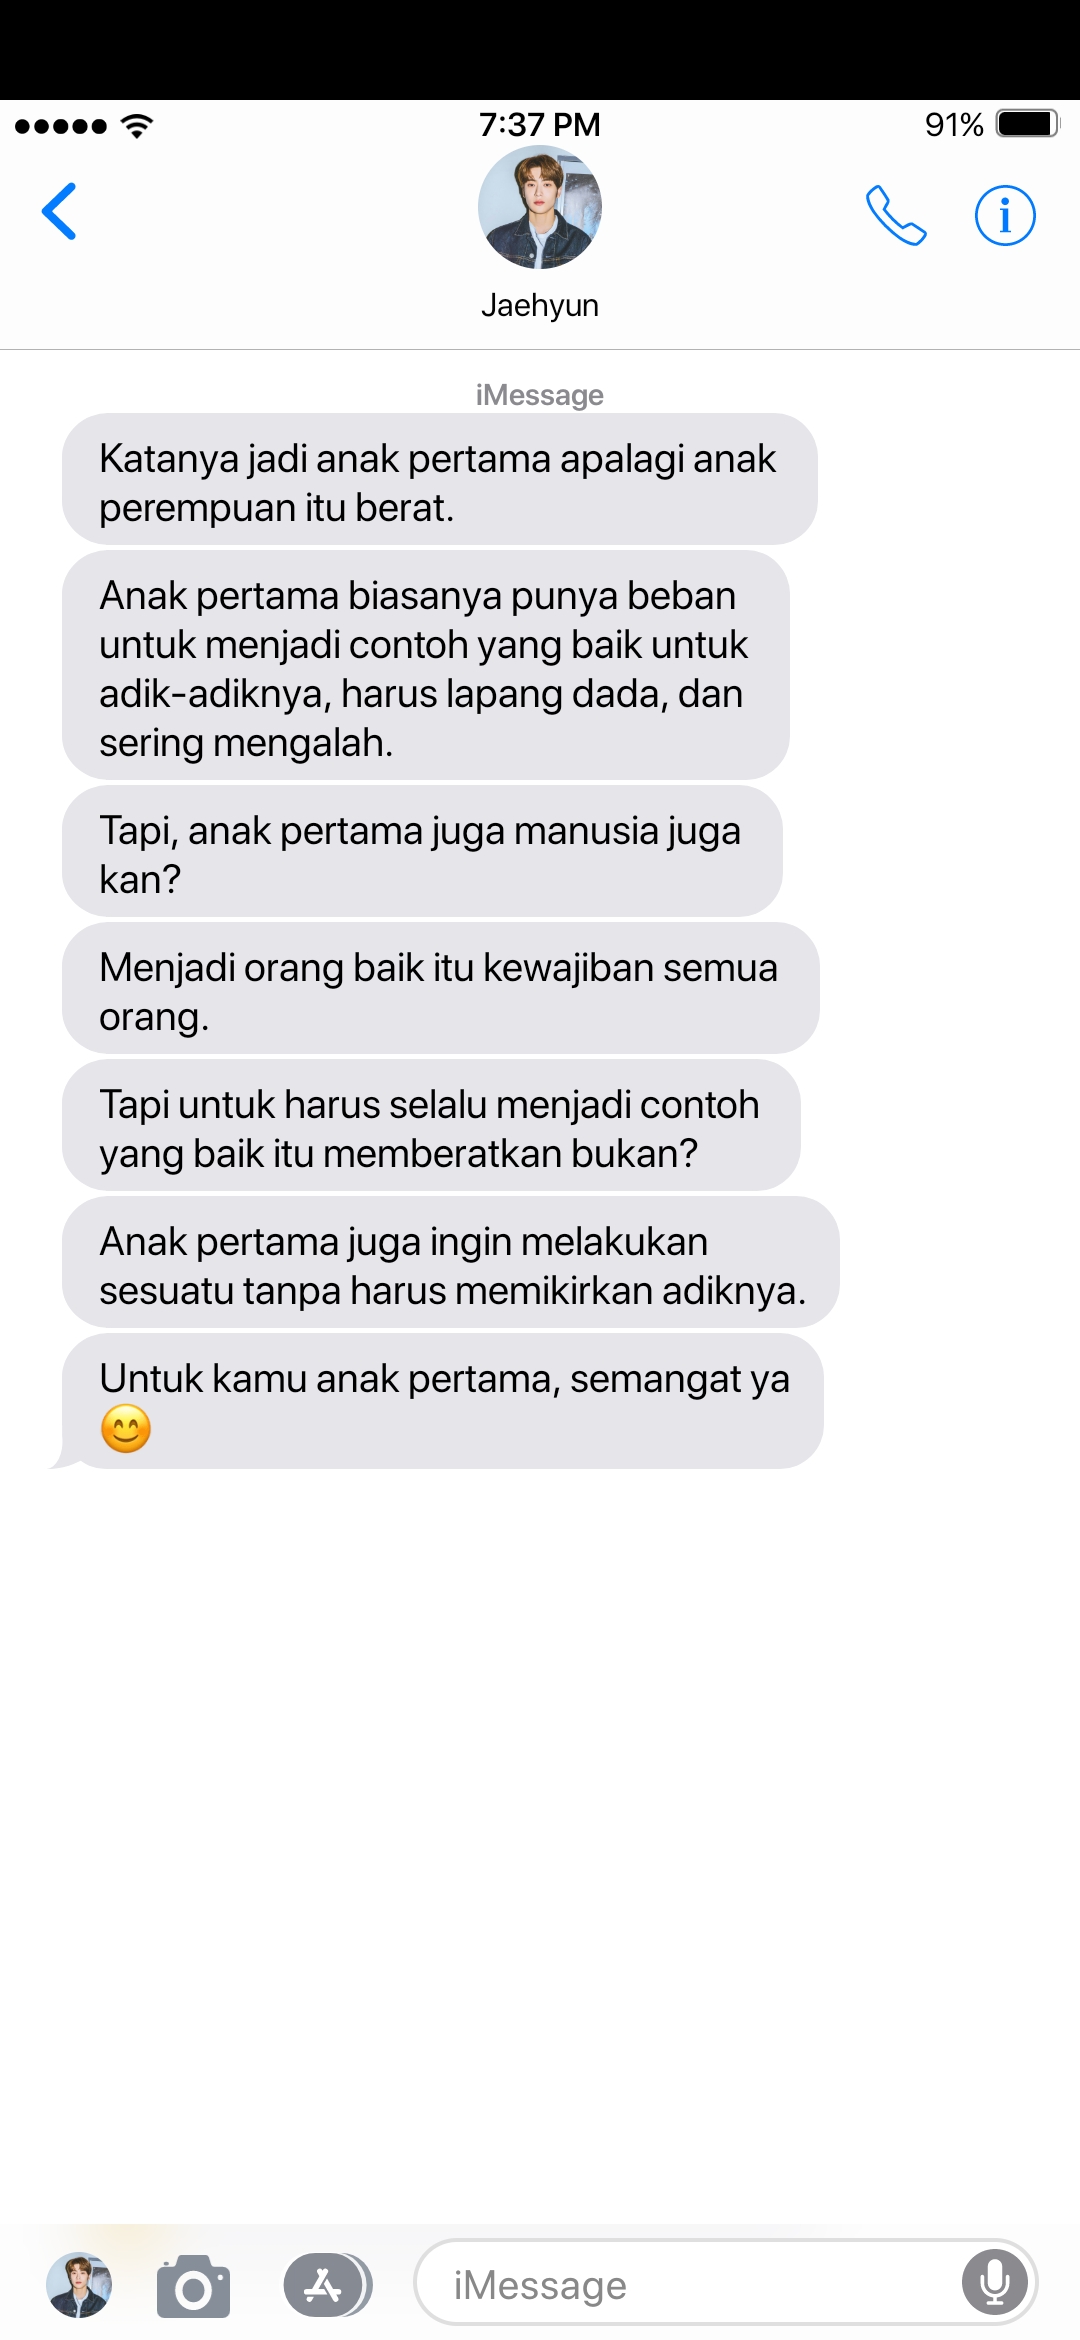 7:37 PM
91%
Jaehyun
iMessage
Katanya jadi anak pertama apalagi anak
perempuan itu berat.
Anak pertama biasanya punya beban
untuk menjadi contoh yang baik untuk
adik-adiknya, harus lapang dada, dan
sering mengalah.
Tapi, anak pertama juga manusia juga
kan?
Menjadi orang baik itu kewajiban semua
orang.
Tapi untuk harus selalu menjadi contoh
yang baik itu memberatkan bukan?
Anak pertama juga ingin melakukan
sesuatu tanpa harus memikirkan adiknya.
Untuk kamu anak pertama, semangat ya
😊
iMessage